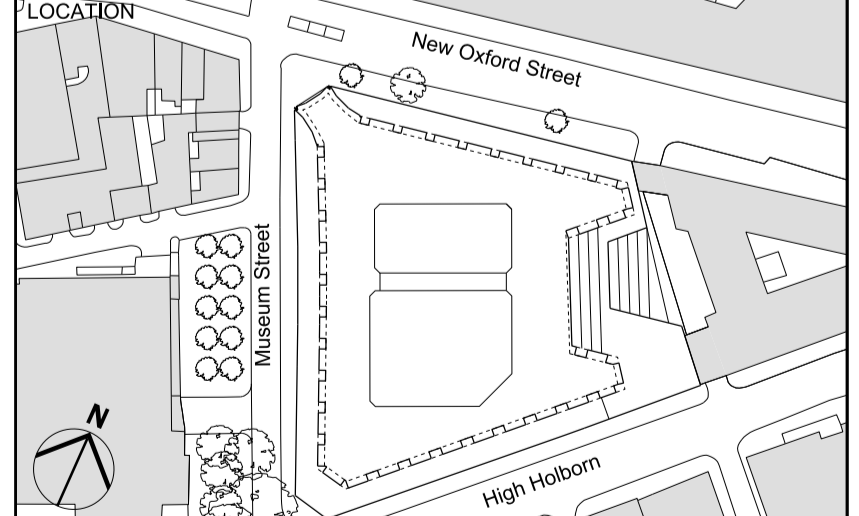 LOCATION
New Oxford Street
Museum Street
N
High Holborn